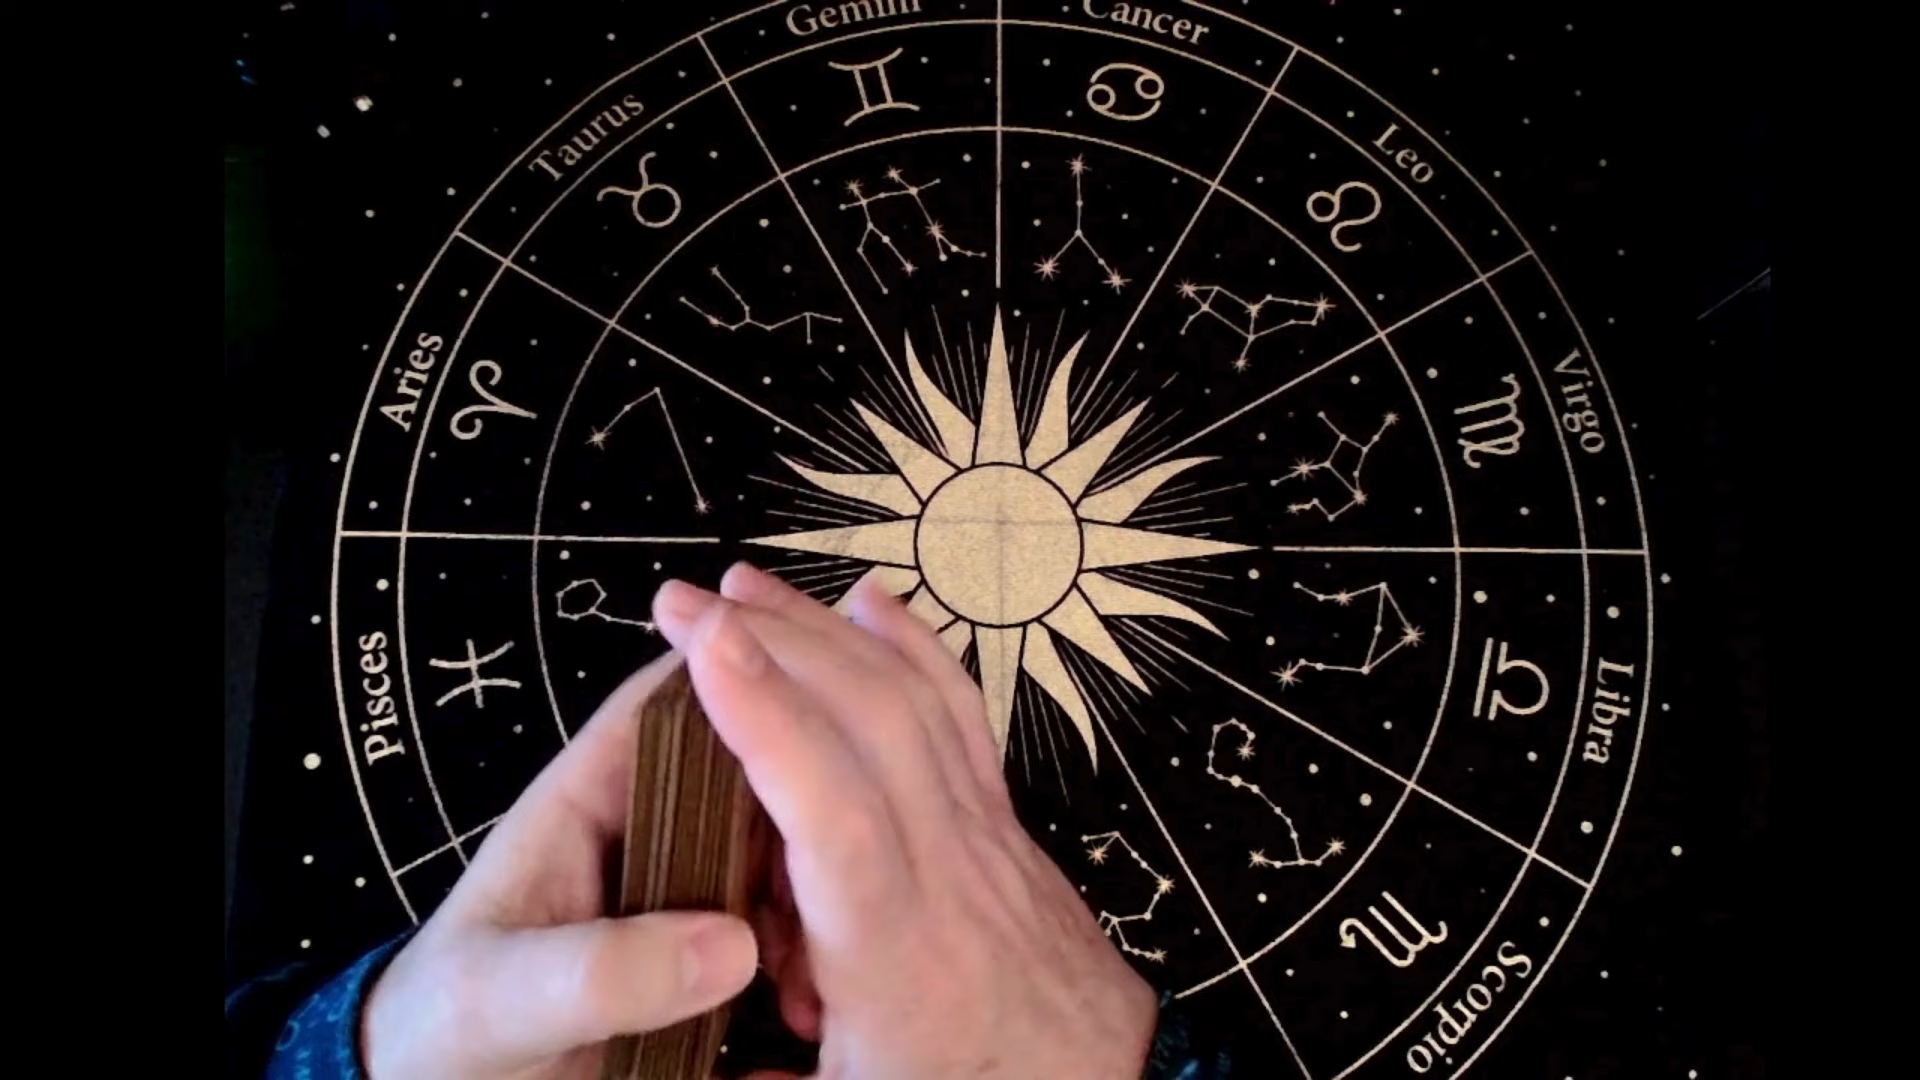 Gemini
Cancer
Taurus
Leo
Aries
Virgo
Pisces
Libra
Scorpio